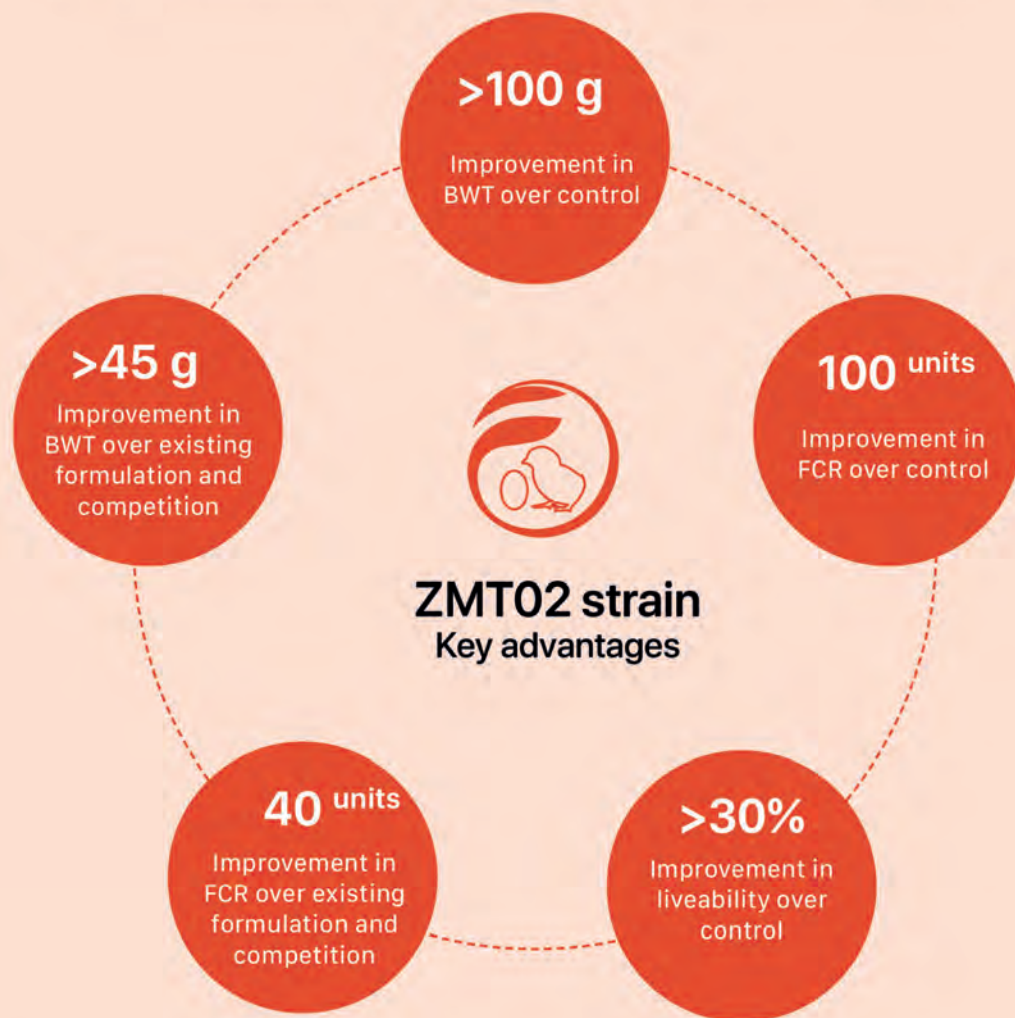 >100 g
Improvement in
BWT over control
>45 g
Improvement in
BWT over existing
formulation and
competition
100 units
Improvement in
FCR over control
ZMT02 strain
Key advantages
40 units
Improvement in
FCR over existing
formulation and
competition
>30%
Improvement in
liveability over
control